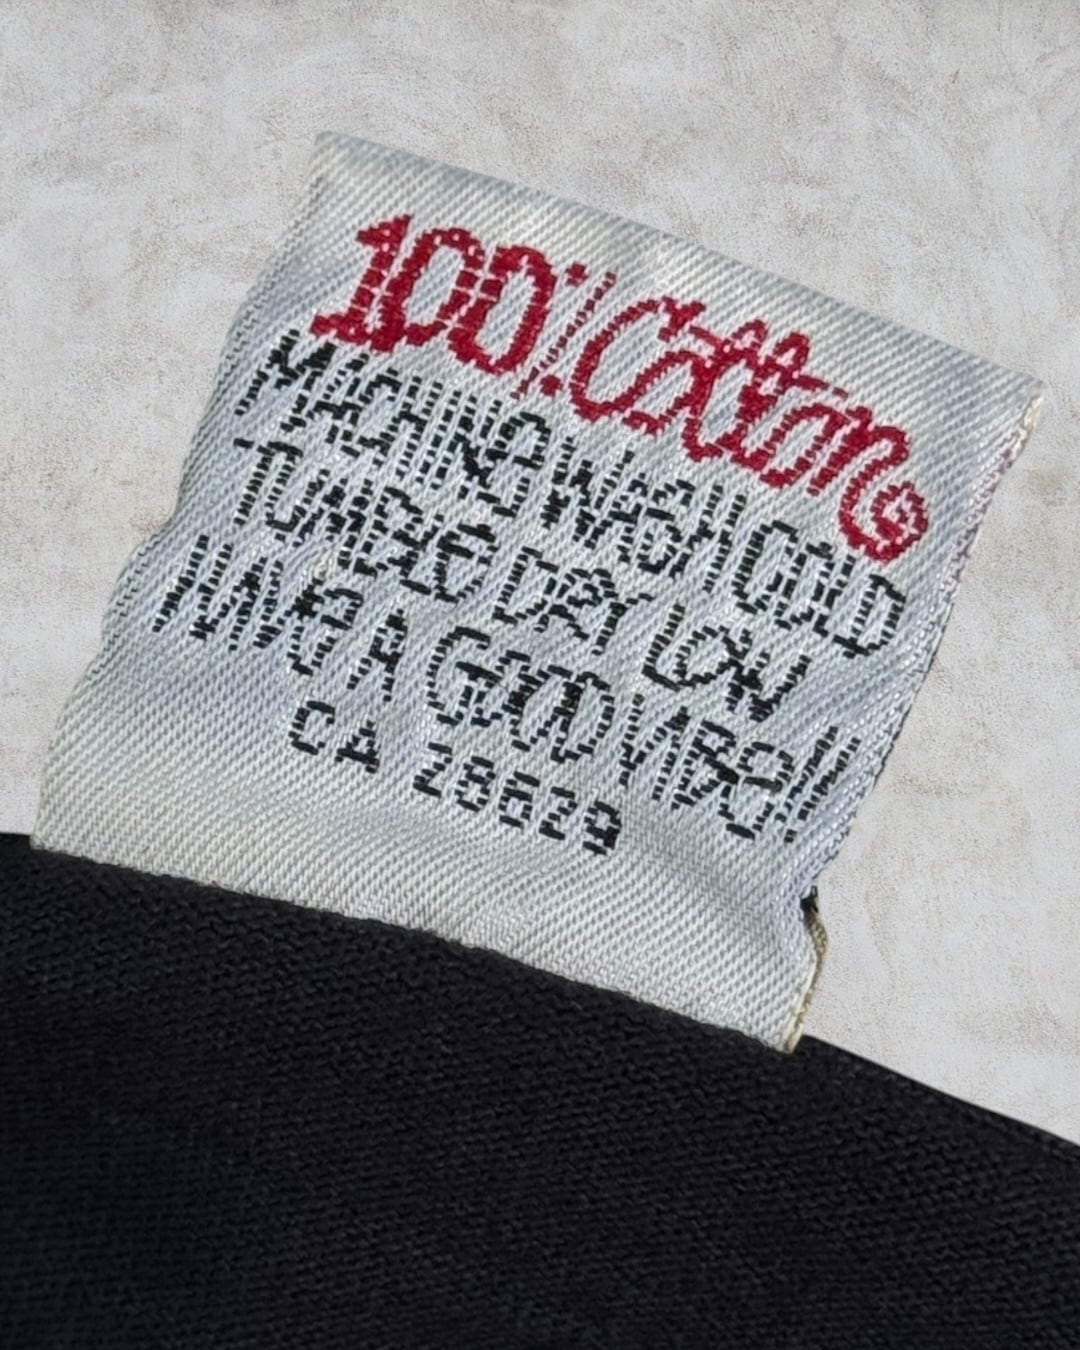 100% Cotton
MACHINE WASH COLD
TUMBLE DRY LOW
HAVE A GOOD VIBE!!
CA 28629